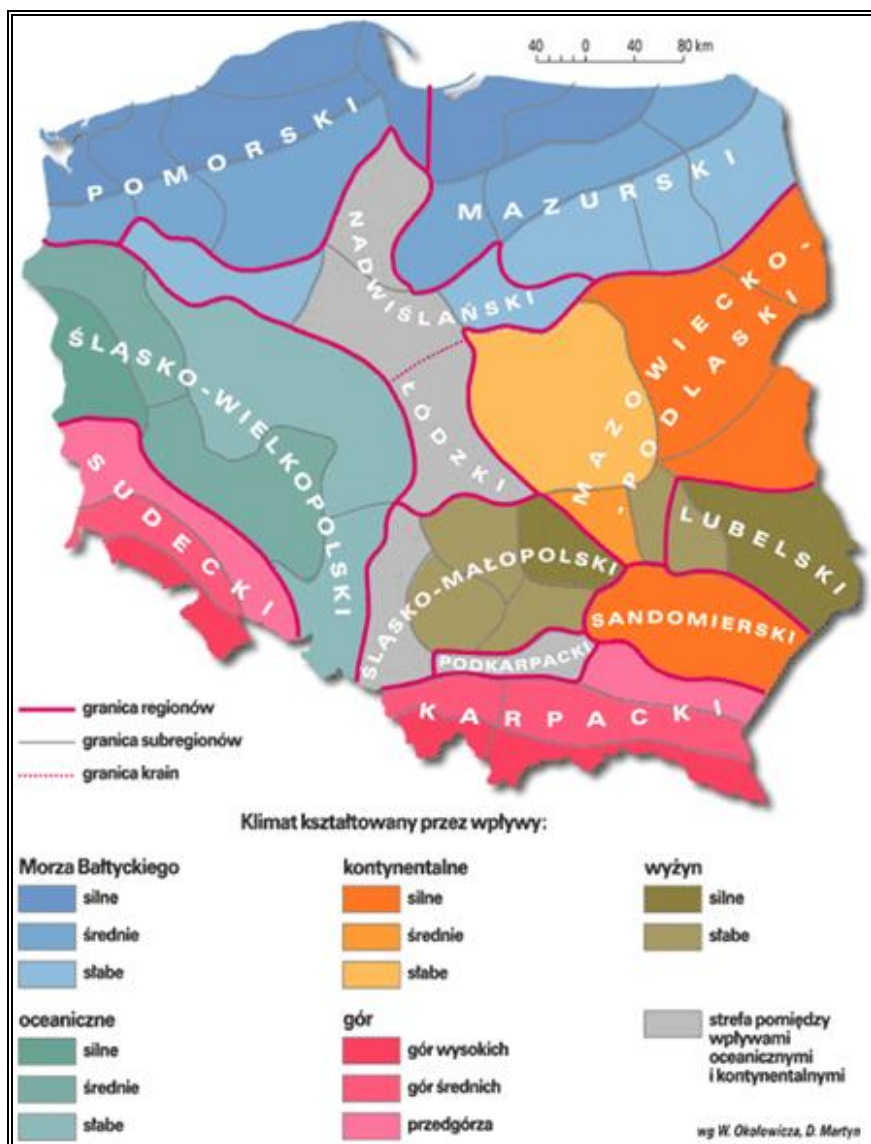 40 0 40 80 km
POMORSKI
MAZURSKI
NADWIŚLAŃSKI
MAZOWIECKO-
-PODLASKI
ŚLĄSKO-WIELKOPOLSKI
ŁÓDZKI
SUDECKI
LUBELSKI
ŚLĄSKO-MAŁOPOLSKI
SANDOMIERSKI
PODKARPACKI
KARPACKI
granica regionów
granica subregionów
granica krain
Klimat kształtowany przez wpływy:
Morza Bałtyckiego
silne
średnie
słabe
kontynentalne
silne
średnie
słabe
wyżyn
silne
słabe
oceaniczne
silne
średnie
słabe
gór
gór wysokich
gór średnich
przedgórza
strefa pomiędzy
wpływami
oceanicznymi
i kontynentalnymi
wg W. Okołowicza, D. Martyn